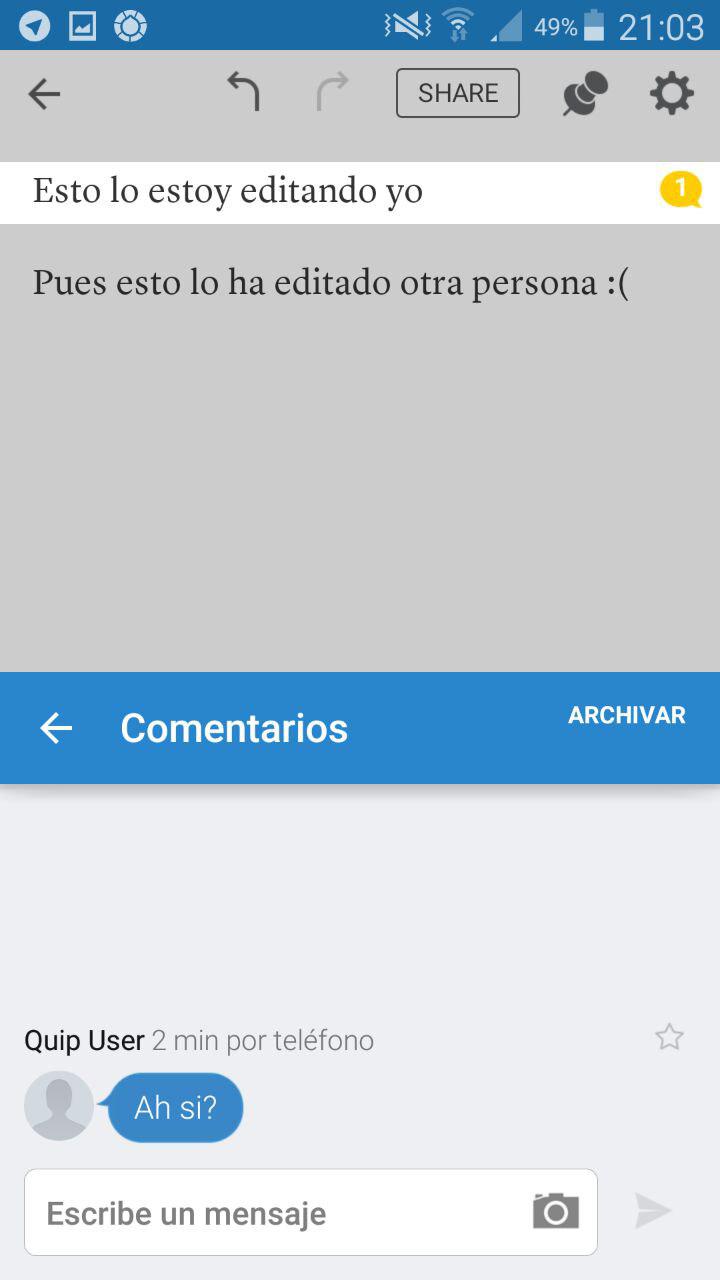 49% 21:03
SHARE
Esto lo estoy editando yo
1
Pues esto lo ha editado otra persona :(
Comentarios
ARCHIVAR
Quip User 2 min por teléfono
Ah si?
Escribe un mensaje